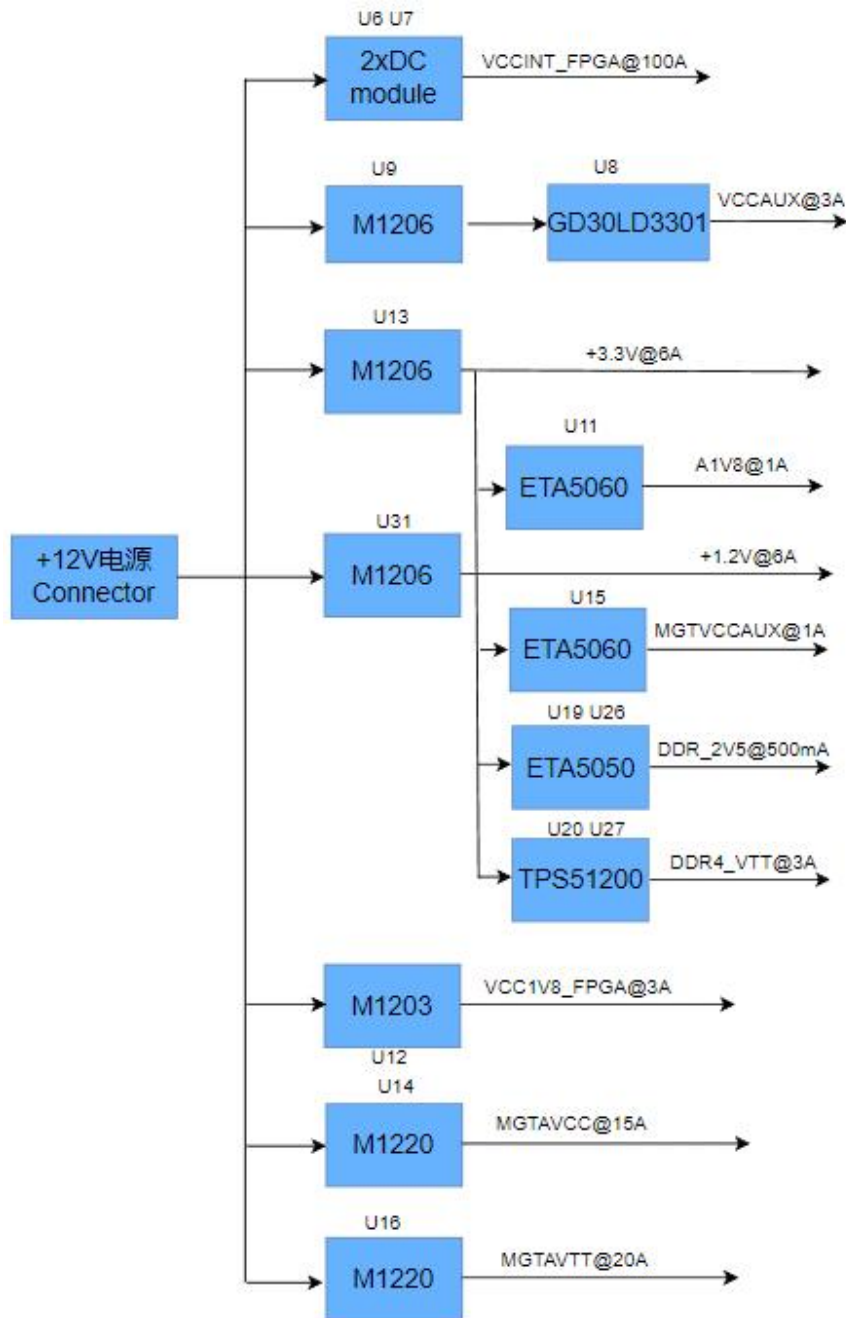 U6 U7
2xDC
module
VCCINT_FPGA@100A
U9
M1206
U8
GD30LD3301
VCCAUX@3A
U13
M1206
+3.3V@6A
U11
ETA5060
A1V8@1A
+12V电源
Connector
U31
M1206
+1.2V@6A
U15
ETA5060
MGTVCCAUX@1A
U19 U26
ETA5050
DDR_2V5@500mA
U20 U27
TPS51200
DDR4_VTT@3A
M1203
VCC1V8_FPGA@3A
U12
U14
M1220
MGTAVCC@15A
U16
M1220
MGTAVTT@20A